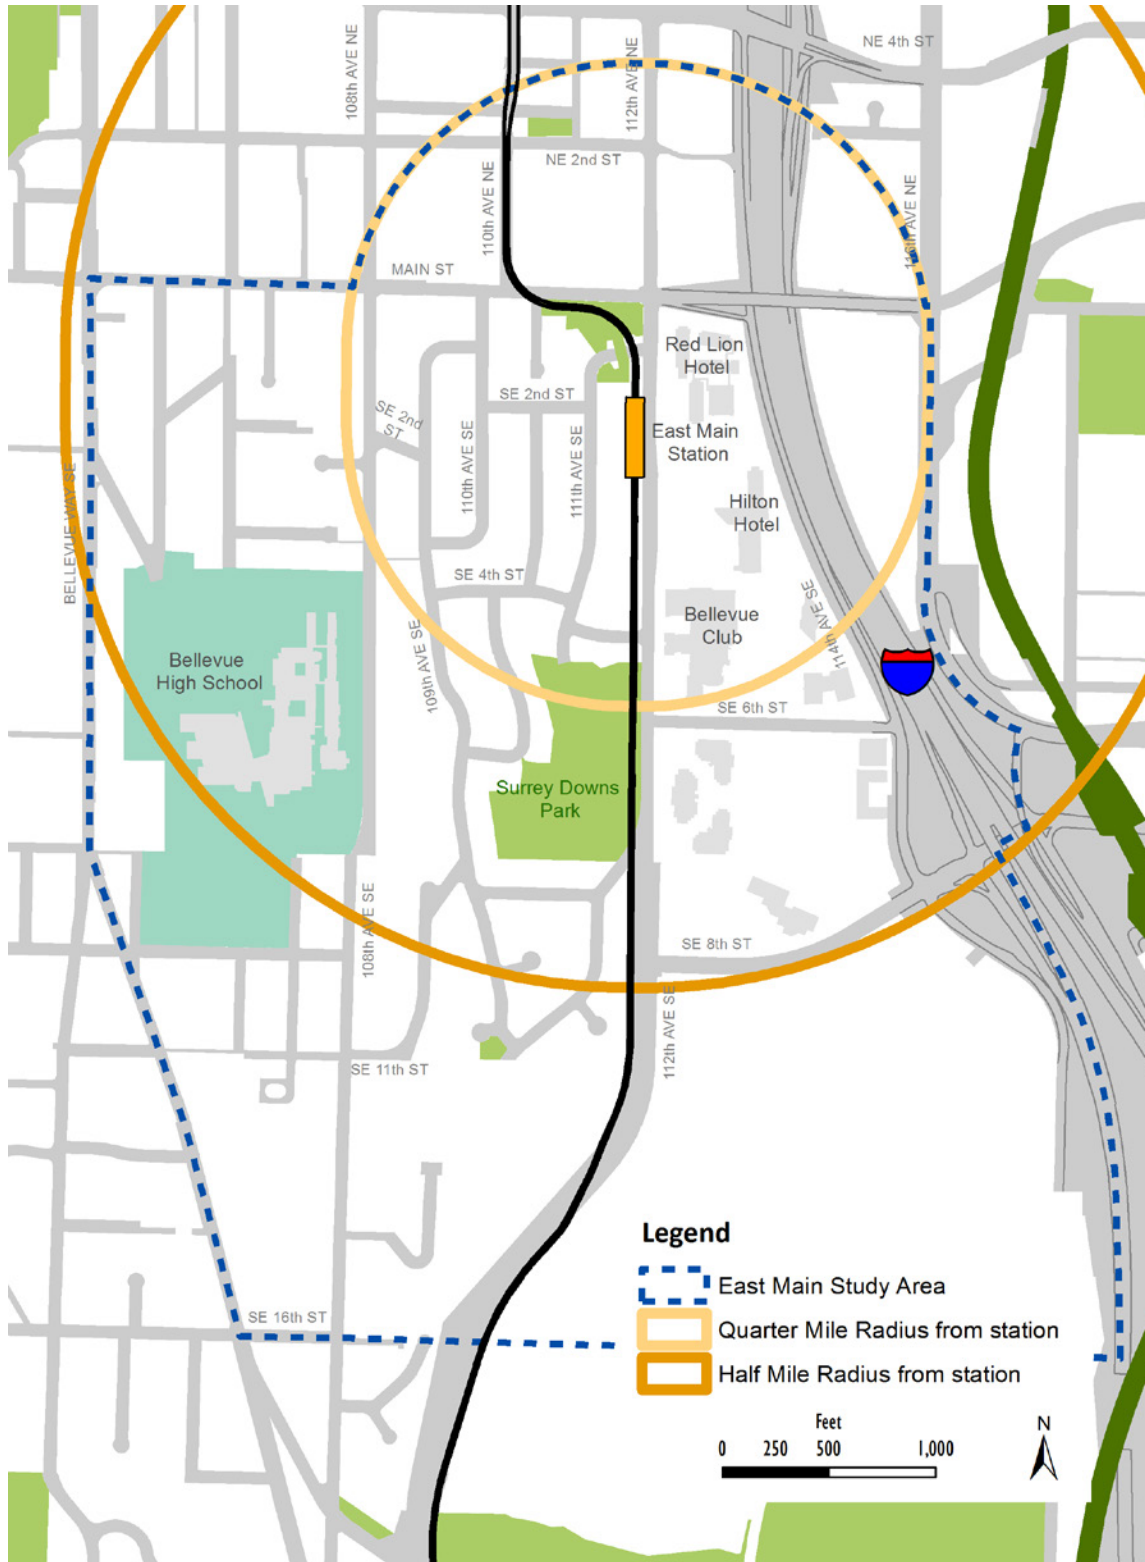 108th AVE NE
112th AVE NE
NE 4th ST
NE 2nd ST
110th AVE NE
116th AVE NE
MAIN ST
Red Lion
Hotel
SE 2nd ST
SE 2nd
ST
East Main
Station
110th AVE SE
111th AVE SE
Hilton
Hotel
BELLEVUE WAY SE
SE 4th ST
Bellevue
Club
114th AVE SE
109th AVE SE
Bellevue
High School
SE 6th ST
Surrey Downs
Park
108th AVE SE
SE 8th ST
112th AVE SE
SE 11th ST
SE 16th ST
Legend
East Main Study Area
Quarter Mile Radius from station
Half Mile Radius from station
Feet
0 250 500 1,000
N